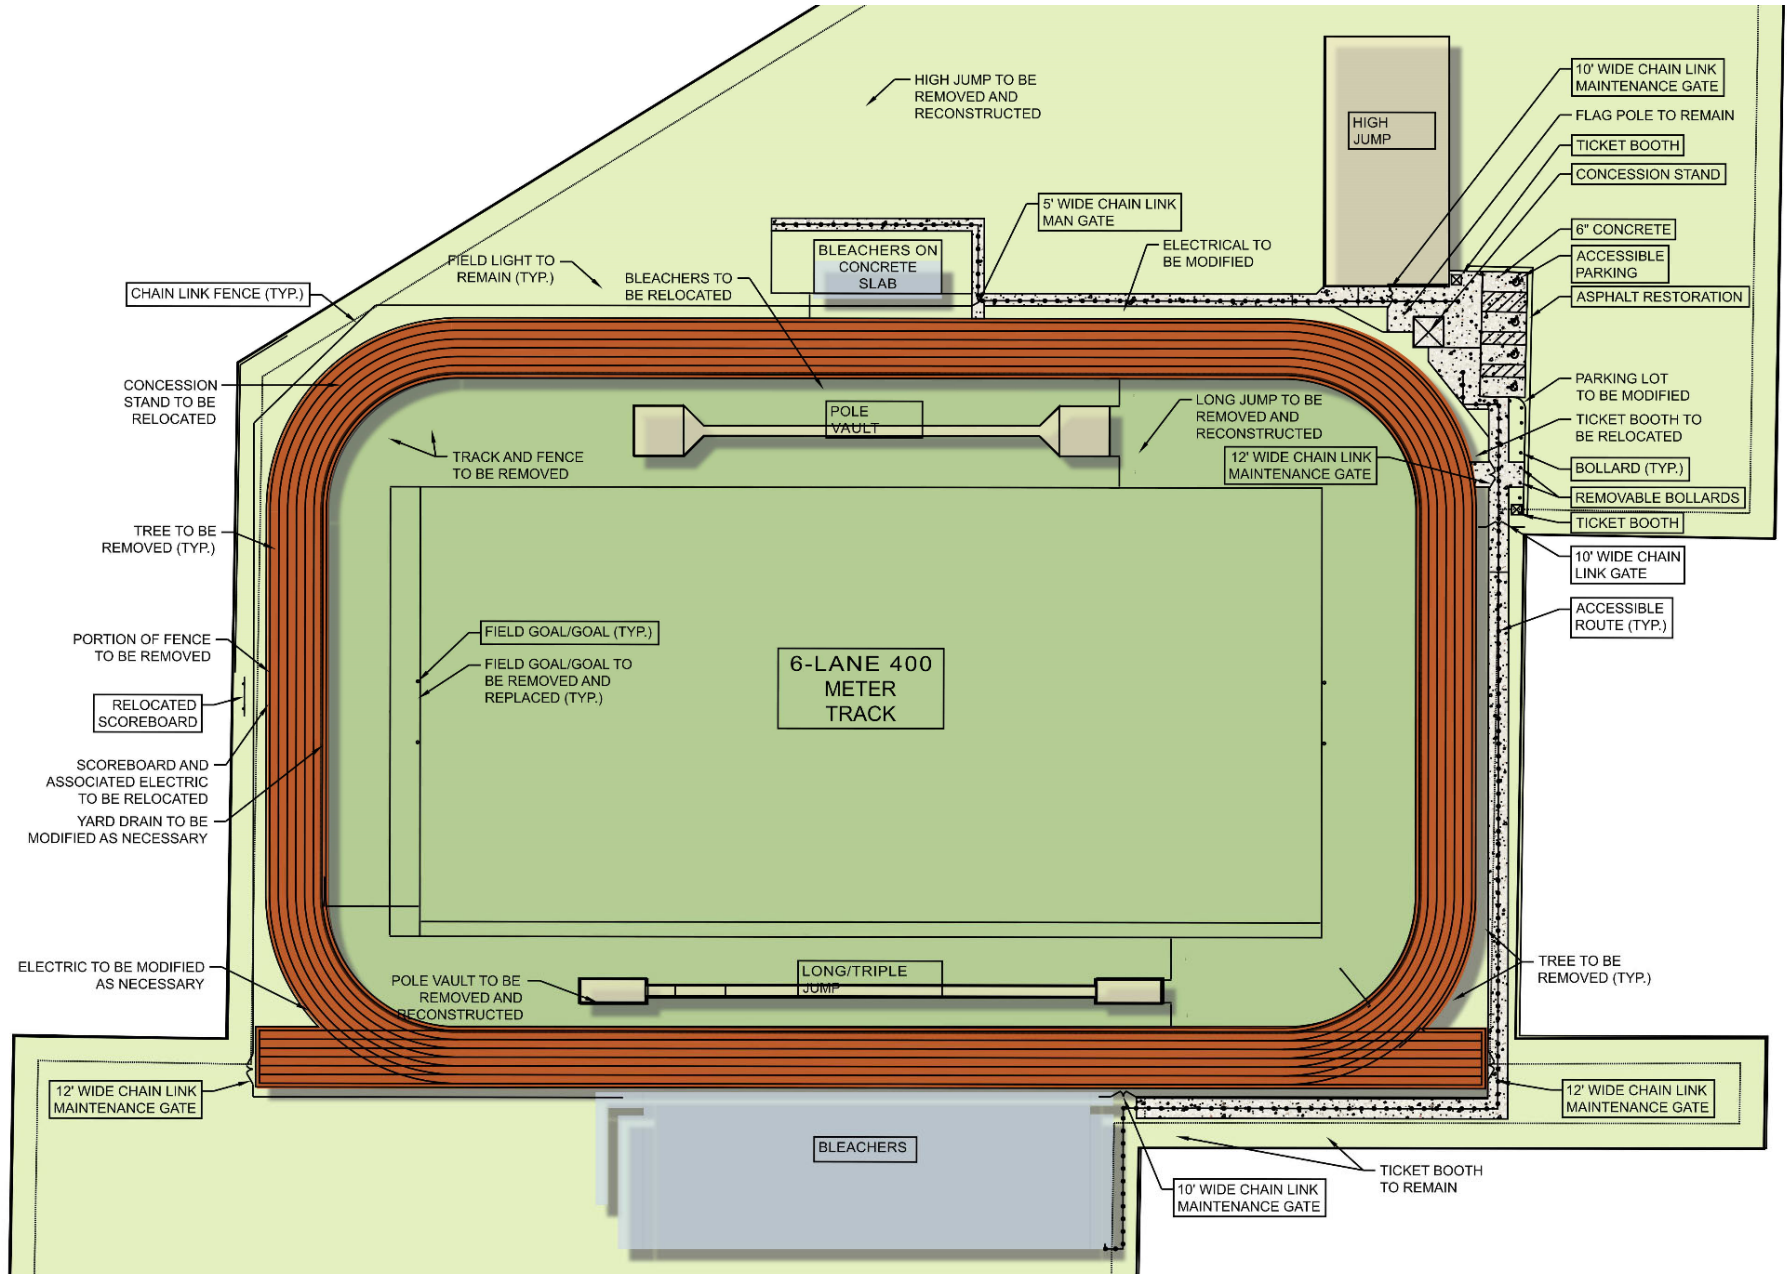 HIGH JUMP TO BE
REMOVED AND
RECONSTRUCTED
HIGH
JUMP
10' WIDE CHAIN LINK
MAINTENANCE GATE
FLAG POLE TO REMAIN
TICKET BOOTH
CONCESSION STAND
5' WIDE CHAIN LINK
MAN GATE
6" CONCRETE
ACCESSIBLE
PARKING
ASPHALT RESTORATION
ELECTRICAL TO
BE MODIFIED
BLEACHERS ON
CONCRETE
SLAB
FIELD LIGHT TO
REMAIN (TYP.)
BLEACHERS TO
BE RELOCATED
CHAIN LINK FENCE (TYP.)
CONCESSION
STAND TO BE
RELOCATED
POLE
VAULT
LONG JUMP TO BE
REMOVED AND
RECONSTRUCTED
PARKING LOT
TO BE MODIFIED
TICKET BOOTH TO
BE RELOCATED
TRACK AND FENCE
TO BE REMOVED
12' WIDE CHAIN LINK
MAINTENANCE GATE
BOLLARD (TYP.)
REMOVABLE BOLLARDS
TICKET BOOTH
TREE TO BE
REMOVED (TYP.)
10' WIDE CHAIN
LINK GATE
ACCESSIBLE
ROUTE (TYP.)
PORTION OF FENCE
TO BE REMOVED
FIELD GOAL/GOAL (TYP.)
FIELD GOAL/GOAL TO
BE REMOVED AND
REPLACED (TYP.)
6-LANE 400
METER
TRACK
RELOCATED
SCOREBOARD
SCOREBOARD AND
ASSOCIATED ELECTRIC
TO BE RELOCATED
YARD DRAIN TO BE
MODIFIED AS NECESSARY
ELECTRIC TO BE MODIFIED
AS NECESSARY
POLE VAULT TO BE
REMOVED AND
RECONSTRUCTED
LONG/TRIPLE
JUMP
TREE TO BE
REMOVED (TYP.)
12' WIDE CHAIN LINK
MAINTENANCE GATE
12' WIDE CHAIN LINK
MAINTENANCE GATE
BLEACHERS
TICKET BOOTH
TO REMAIN
10' WIDE CHAIN LINK
MAINTENANCE GATE